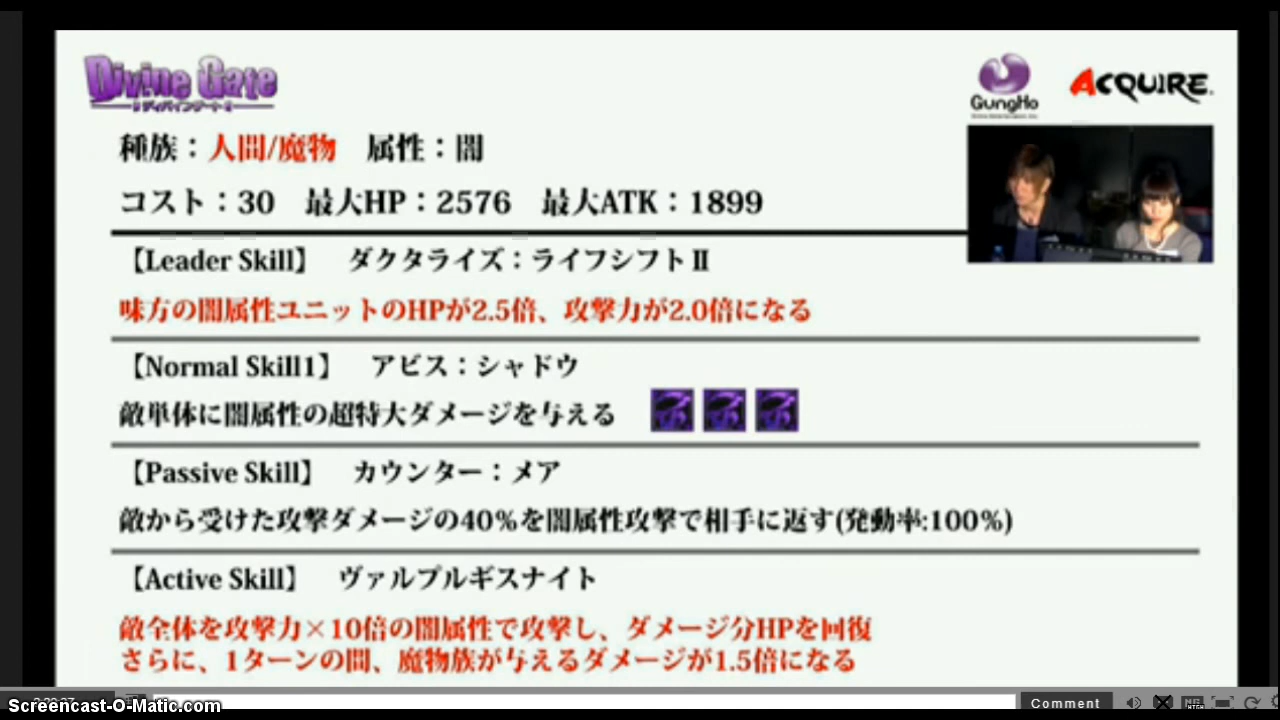 Divine Gate
ディバインゲート
GungHo
ACQUIRE
種族：人間/魔物 属性：闇
コスト：30 最大HP：2576 最大ATK：1899
【Leader Skill】 ダクタライズ：ライフシフトⅡ
味方の闇属性ユニットのHPが2.5倍、攻撃力が2.0倍になる
【Normal Skill1】 アビス：シャドウ
敵単体に闇属性の超特大ダメージを与える
【Passive Skill】 カウンター：メア
敵から受けた攻撃ダメージの40%を闇属性攻撃で相手に返す(発動率:100%)
【Active Skill】 ヴァルプルギスナイト
敵全体を攻撃力×10倍の闇属性で攻撃し、ダメージ分HPを回復
さらに、1ターンの間、魔物族が与えるダメージが1.5倍になる
Comment
Screencast-O-Matic.com